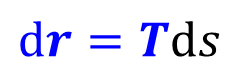 d𝒓 = 𝑻d𝑠